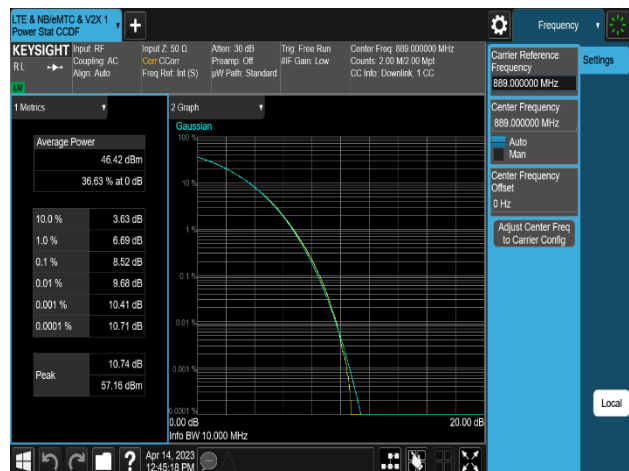 LTE & NB/eMTC & V2X 1
Power Stat CCDF
Frequency
KEYSIGHT
RL
LW
Input: RF
Coupling: AC
Align: Auto
Input Z: 50 Ω
Corr CCorr
Freq Ref: Int (S)
Atten: 30 dB
Preamp: Off
µW Path: Standard
Trig: Free Run
#IF Gain: Low
Center Freq: 889.000000 MHz
Counts: 2.00 M/2.00 Mpt
CC Info: Downlink, 1 CC
Carrier Reference
Frequency
889.000000 MHz
Settings
Center Frequency
889.000000 MHz
Auto
Man
Center Frequency
Offset
0 Hz
Adjust Center Freq
to Carrier Config
Local
1 Metrics
Average Power
46.42 dBm
36.63 % at 0 dB
10.0 % 3.63 dB
1.0 % 6.69 dB
0.1 % 8.52 dB
0.01 % 9.68 dB
0.001 % 10.41 dB
0.0001 % 10.71 dB
Peak
10.74 dB
57.16 dBm
2 Graph
Gaussian
100 %
10 %
1 %
0.1 %
0.01 %
0.001 %
0.0001 %
0.00 dB 20.00 dB
Info BW 10.000 MHz
Apr 14, 2023
12:45:18 PM